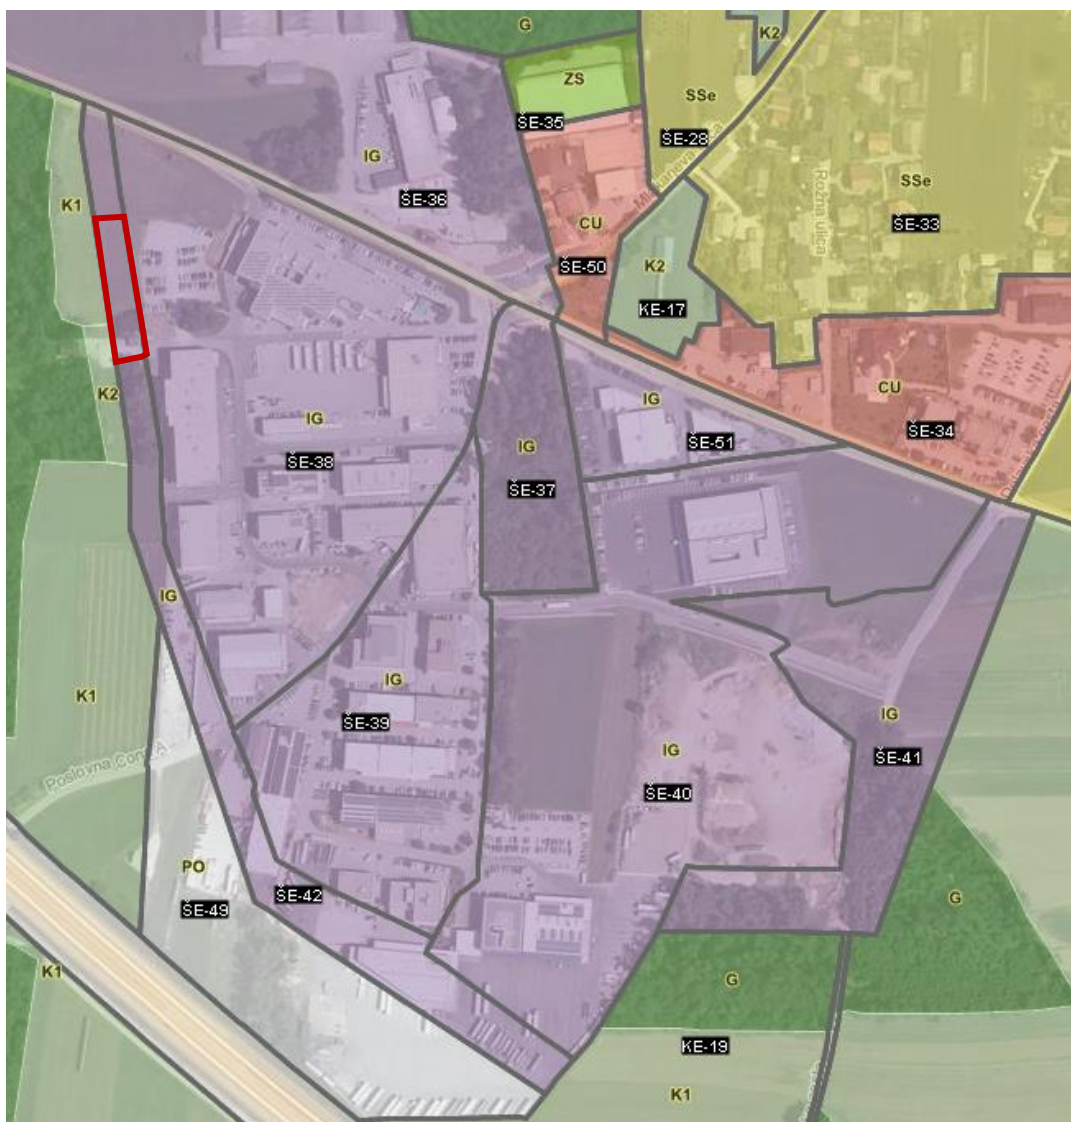 G
K2
ZS
SSe
ŠE-35
ŠE-28
IG
SSe
ŠE-36
Rožna ulica
K1
ŠE-33
CU
ŠE-50
K2
KE-17
K2
IG
CU
IG
ŠE-51
ŠE-34
IG
ŠE-38
ŠE-37
IG
IG
K1
ŠE-39
IG
ŠE-41
IG
Poslovna Cona A
ŠE-40
PO
ŠE-42
ŠE-49
G
K1
G
KE-19
K1